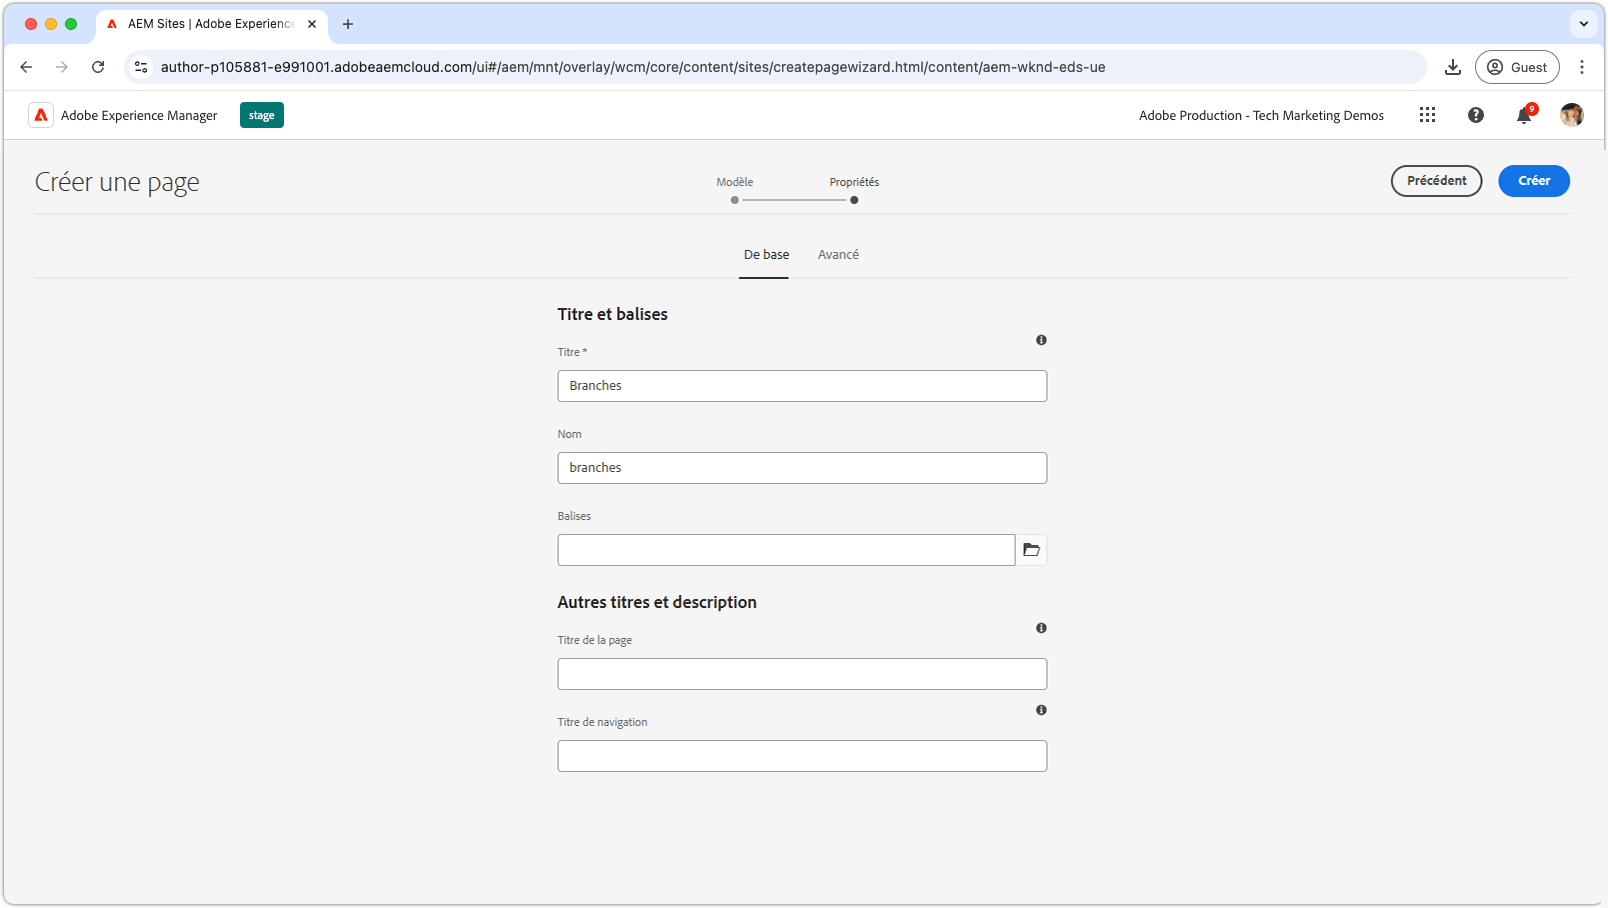 AEM Sites | Adobe Experience
author-p105881-e991001.adobeaemcloud.com/ui#/aem/mnt/overlay/wcm/core/content/sites/createpagewizard.html/content/aem-wknd-eds-ue
Guest
Adobe Experience Manager
stage
Adobe Production - Tech Marketing Demos
9
Créer une page
Modèle
Propriétés
Précédent
Créer
De base
Avancé
Titre et balises
Titre *
Branches
Nom
branches
Balises
Autres titres et description
Titre de la page
Titre de navigation